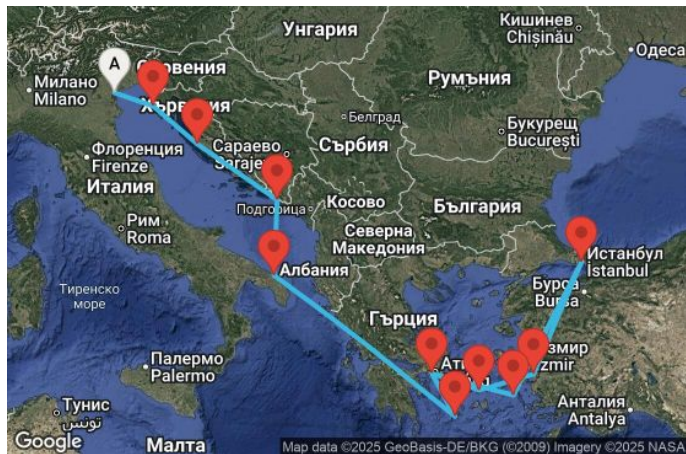 Кишинев
Chișinău
Унгария
Одеса
A
Словения
Милано
Milano
Румъния
Хърватия
Белград
Букурещ
București
Флоренция
Firenze
Сараево
Sarajevo
Сърбия
Италия
Подгорица
Косово
България
Рим
Roma
Северна
Македония
Истанбул
İstanbul
Албания
Бурса
Bursa
Тиренско
море
Гърция
Измир
İzmir
Палермо
Palermo
Анталия
Antalya
Тунис
تونس
Google
Малта
Map data ©2025 GeoBasis-DE/BKG (©2009) Imagery ©2025 NASA